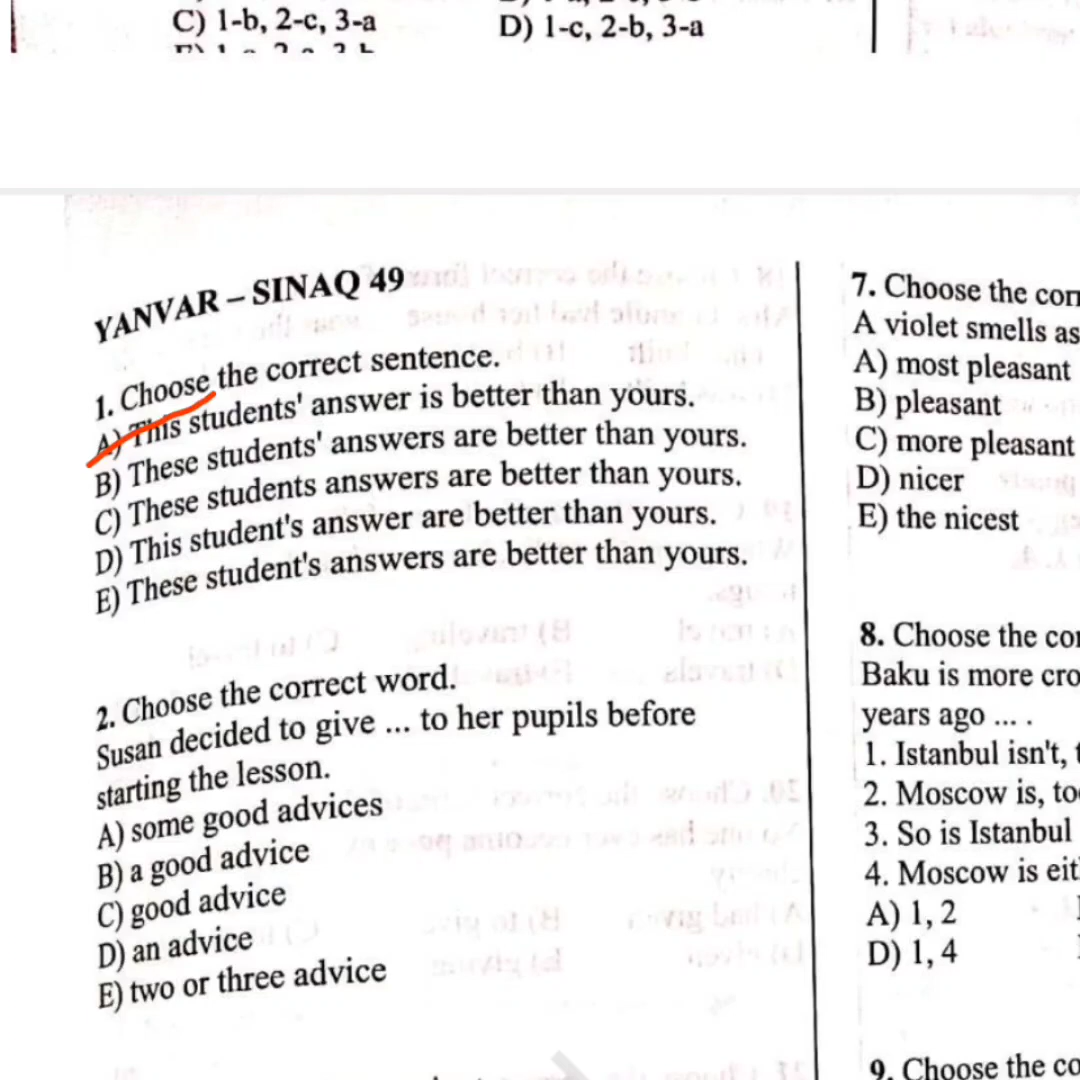 C) 1-b, 2-c, 3-a
D) 1-c, 2-b, 3-a
YANVAR – SINAQ 49
1. Choose the correct sentence.
A) This students' answer is better than yours.
B) These students' answers are better than yours.
C) These students answers are better than yours.
D) This student's answer are better than yours.
E) These student's answers are better than yours.
2. Choose the correct word.
Susan decided to give ... to her pupils before
starting the lesson.
A) some good advices
B) a good advice
C) good advice
D) an advice
E) two or three advice
7. Choose the
A violet smells as
A) most pleasant
B) pleasant
C) more pleasant
D) nicer
E) the nicest
8. Choose the
Baku is more
years ago ... .
1. Istanbul isn't,
2. Moscow is,
3. So is Istanbul
4. Moscow is
A) 1, 2
D) 1, 4
9. Choose the